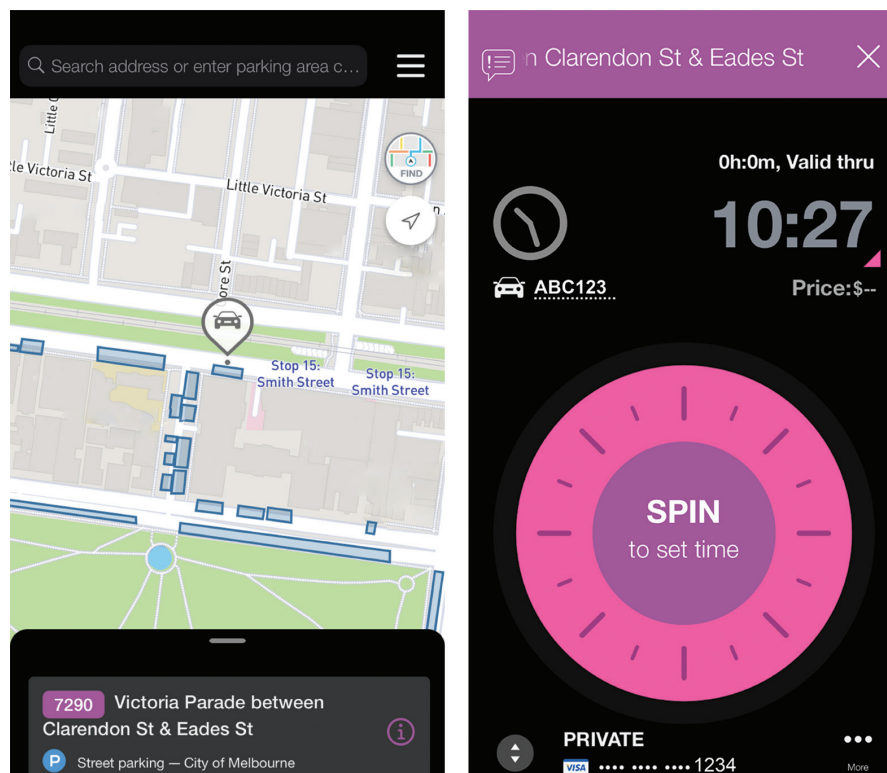 Search address or enter parking area c...
Little
Little Victoria St
FIND
Little Victoria St
ore St
Stop 15:
Smith Street
Stop 15:
Smith Street
7290 Victoria Parade between
Clarendon St & Eades St
P Street parking — City of Melbourne
n Clarendon St & Eades St
0h:0m, Valid thru
10:27
ABC123
Price:$--
SPIN
to set time
PRIVATE
VISA •••• •••• •••• 1234
More